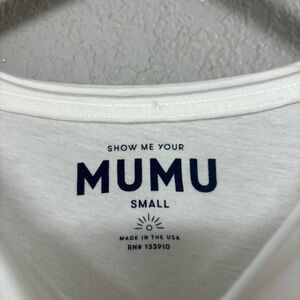 SHOW ME YOUR
MUMU
SMALL
MADE IN THE USA
RN# 133910